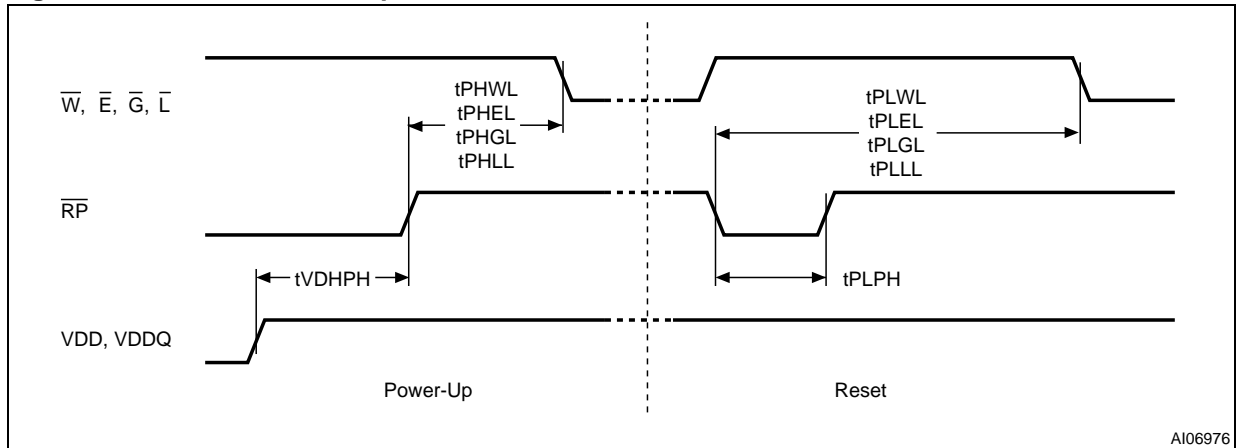 W, E, G, L
tPHWL
tPHEL
tPHGL
tPHLL
tPLWL
tPLEL
tPLGL
tPLLL
RP
tVDHPH
tPLPH
VDD, VDDQ
Power-Up
Reset
AI06976